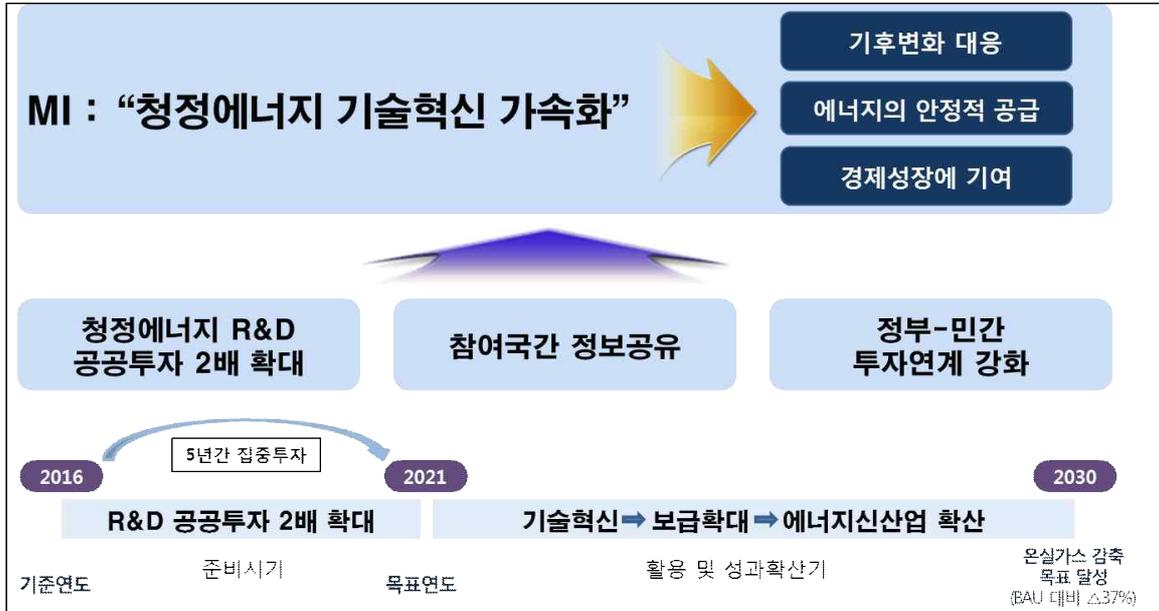 MI : “청정에너지 기술혁신 가속화”
기후변화 대응
에너지의 안정적 공급
경제성장에 기여
청정에너지 R&D
공공투자 2배 확대
참여국간 정보공유
정부-민간
투자연계 강화
5년간 집중투자
2016
2021
2030
R&D 공공투자 2배 확대
기술혁신➡보급확대➡에너지신산업 확산
기준연도
준비시기
목표연도
활용 및 성과확산기
온실가스 감축
목표 달성
(BAU 대비 △37%)